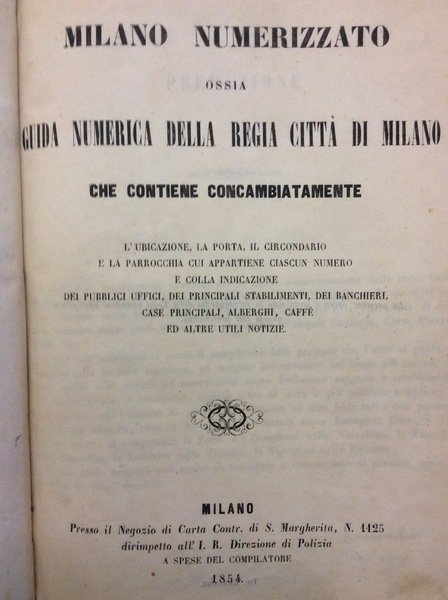 MILANO NUMERIZZATO
OSSIA
GUIDA NUMERICA DELLA REGIA CITTÀ DI MILANO
CHE CONTIENE CONCAMBIATAMENTE
L'UBICAZIONE, LA PORTA, IL CIRCONDARIO
E LA PARROCCHIA CUI APPARTIENE CIASCUN NUMERO
E COLLA INDICAZIONE
DEI PUBBLICI UFFICI, DEI PRINCIPALI STABILIMENTI, DEI BANCHIERI,
CASE PRINCIPALI, ALBERGHI, CAFFÈ
ED ALTRE UTILI NOTIZIE.
MILANO
Presso il Negozio di Carta Contr. di S. Margherita, N. 1125
dirimpetto all'I. R. Direzione di Polizia
A SPESE DEL COMPILATORE
1854.